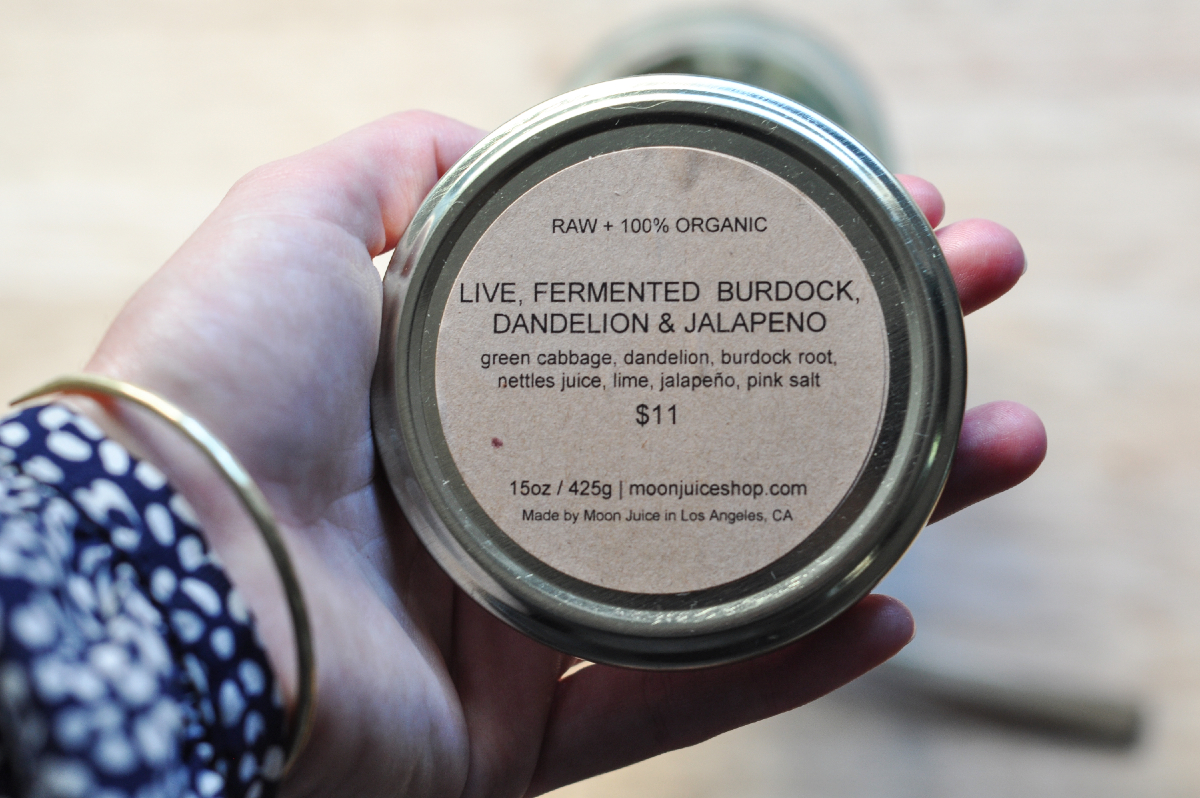 RAW + 100% ORGANIC
LIVE, FERMENTED BURDOCK,
DANDELION & JALAPENO
green cabbage, dandelion, burdock root,
nettles juice, lime, jalapeño, pink salt
$11
15oz / 425g | moonjuiceshop.com
Made by Moon Juice in Los Angeles, CA